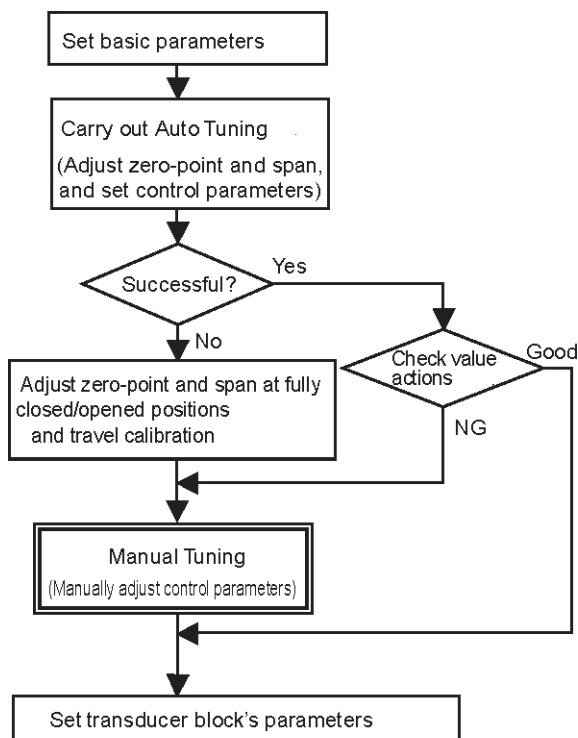 Set basic parameters
Carry out Auto Tuning
(Adjust zero-point and span,
and set control parameters)
Successful?
Yes
No
Check value
actions
Good
NG
Adjust zero-point and span at fully
closed/opened positions
and travel calibration
Manual Tuning
(Manually adjust control parameters)
Set transducer block's parameters